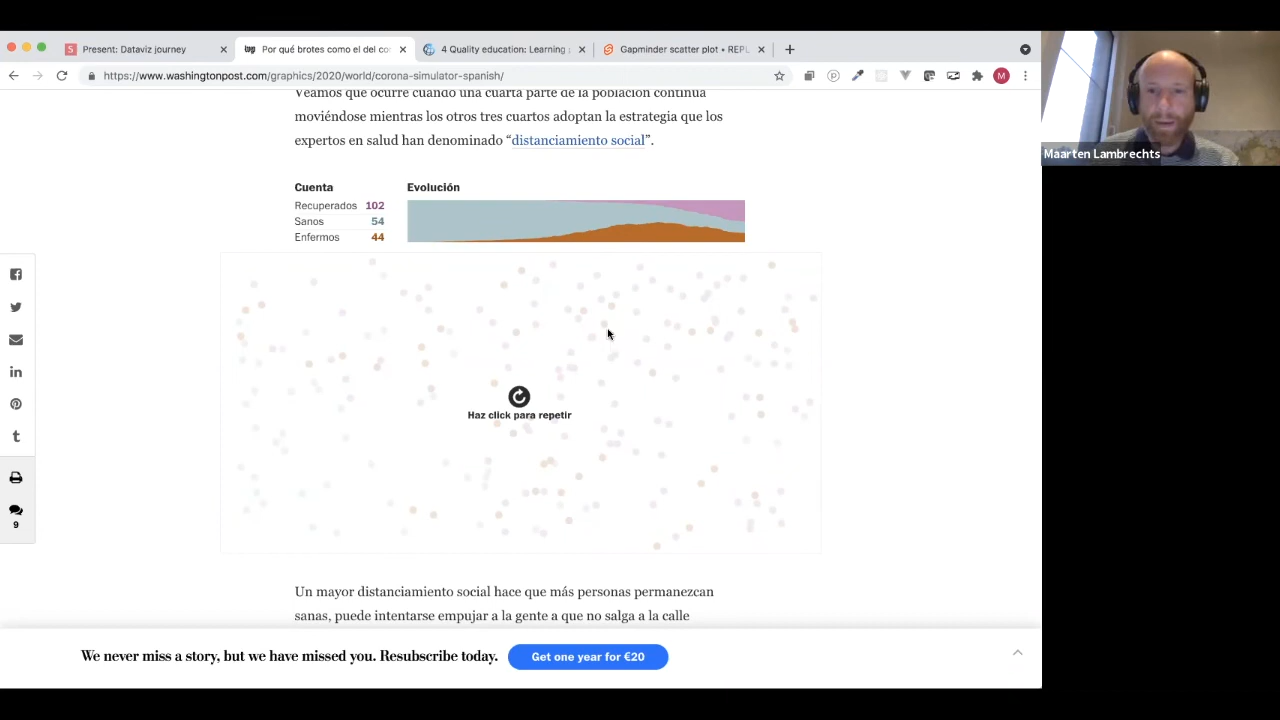 Present: Dataviz journey
Por qué brotes como el del co
4 Quality education: Learning
Gapminder scatter plot • REPL
https://www.washingtonpost.com/graphics/2020/world/corona-simulator-spanish/
M
Maarten Lambrechts
Veamos qué ocurre cuando una cuarta parte de la población continúa
moviéndose mientras los otros tres cuartos adoptan la estrategia que los
expertos en salud han denominado “distanciamiento social”.
Cuenta
Evolución
Recuperados 102
Sanos 54
Enfermos 44
Haz click para repetir
9
Un mayor distanciamiento social hace que más personas permanezcan
sanas, puede intentarse empujar a la gente a que no salga a la calle
We never miss a story, but we have missed you. Resubscribe today.
Get one year for €20